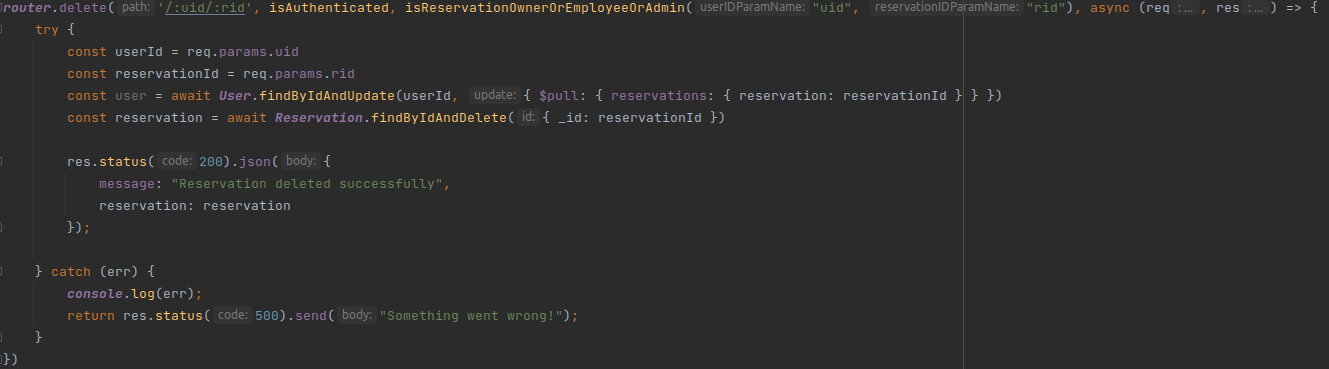 router.delete( path: '/:uid/:rid', isAuthenticated, isReservationOwnerOrEmployeeOrAdmin( userIDParamName: "uid", reservationIDParamName: "rid"), async (req :... , res :... ) => {
try {
const userId = req.params.uid
const reservationId = req.params.rid
const user = await User.findByIdAndUpdate(userId, update: { $pull: { reservations: { reservation: reservationId } } })
const reservation = await Reservation.findByIdAndDelete( id: { _id: reservationId })
res.status( code: 200).json( body: {
message: "Reservation deleted successfully",
reservation: reservation
});
} catch (err) {
console.log(err);
return res.status( code: 500).send( body: "Something went wrong!");
}
})